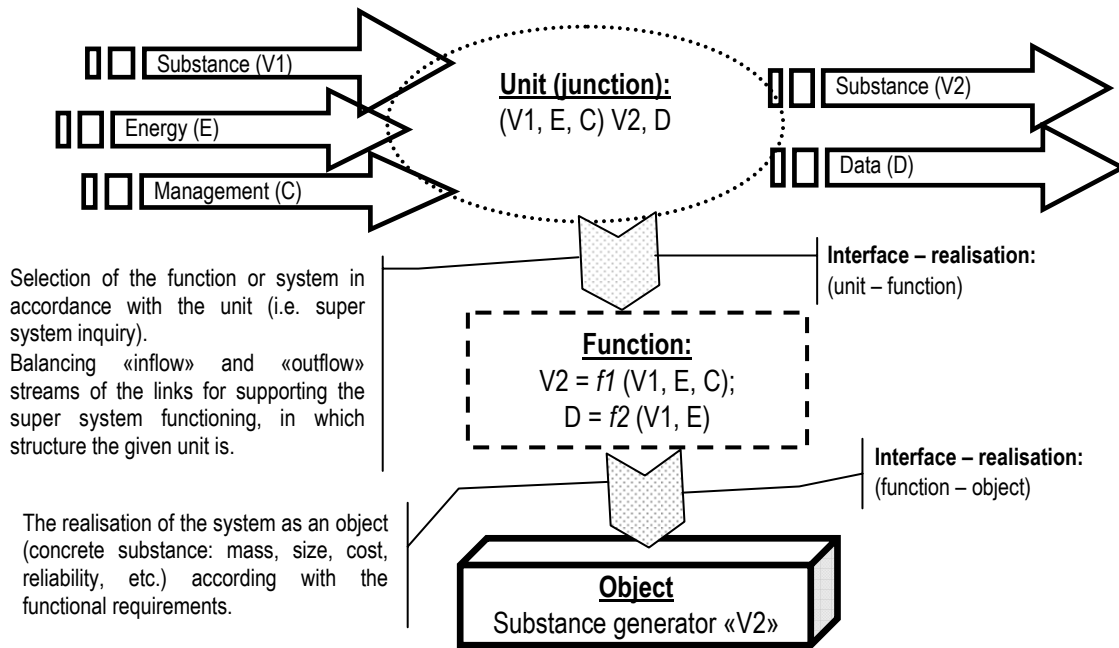 Substance (V1)
Energy (E)
Management (C)
Unit (junction):
(V1, E, C) V2, D
Substance (V2)
Data (D)
Selection of the function or system in
accordance with the unit (i.e. super
system inquiry).
Balancing «inflow» and «outflow»
streams of the links for supporting the
super system functioning, in which
structure the given unit is.
Interface – realisation:
(unit – function)
Function:
V2 = f1 (V1, E, C);
D = f2 (V1, E)
Interface – realisation:
(function – object)
The realisation of the system as an object
(concrete substance: mass, size, cost,
reliability, etc.) according with the
functional requirements.
Object
Substance generator «V2»